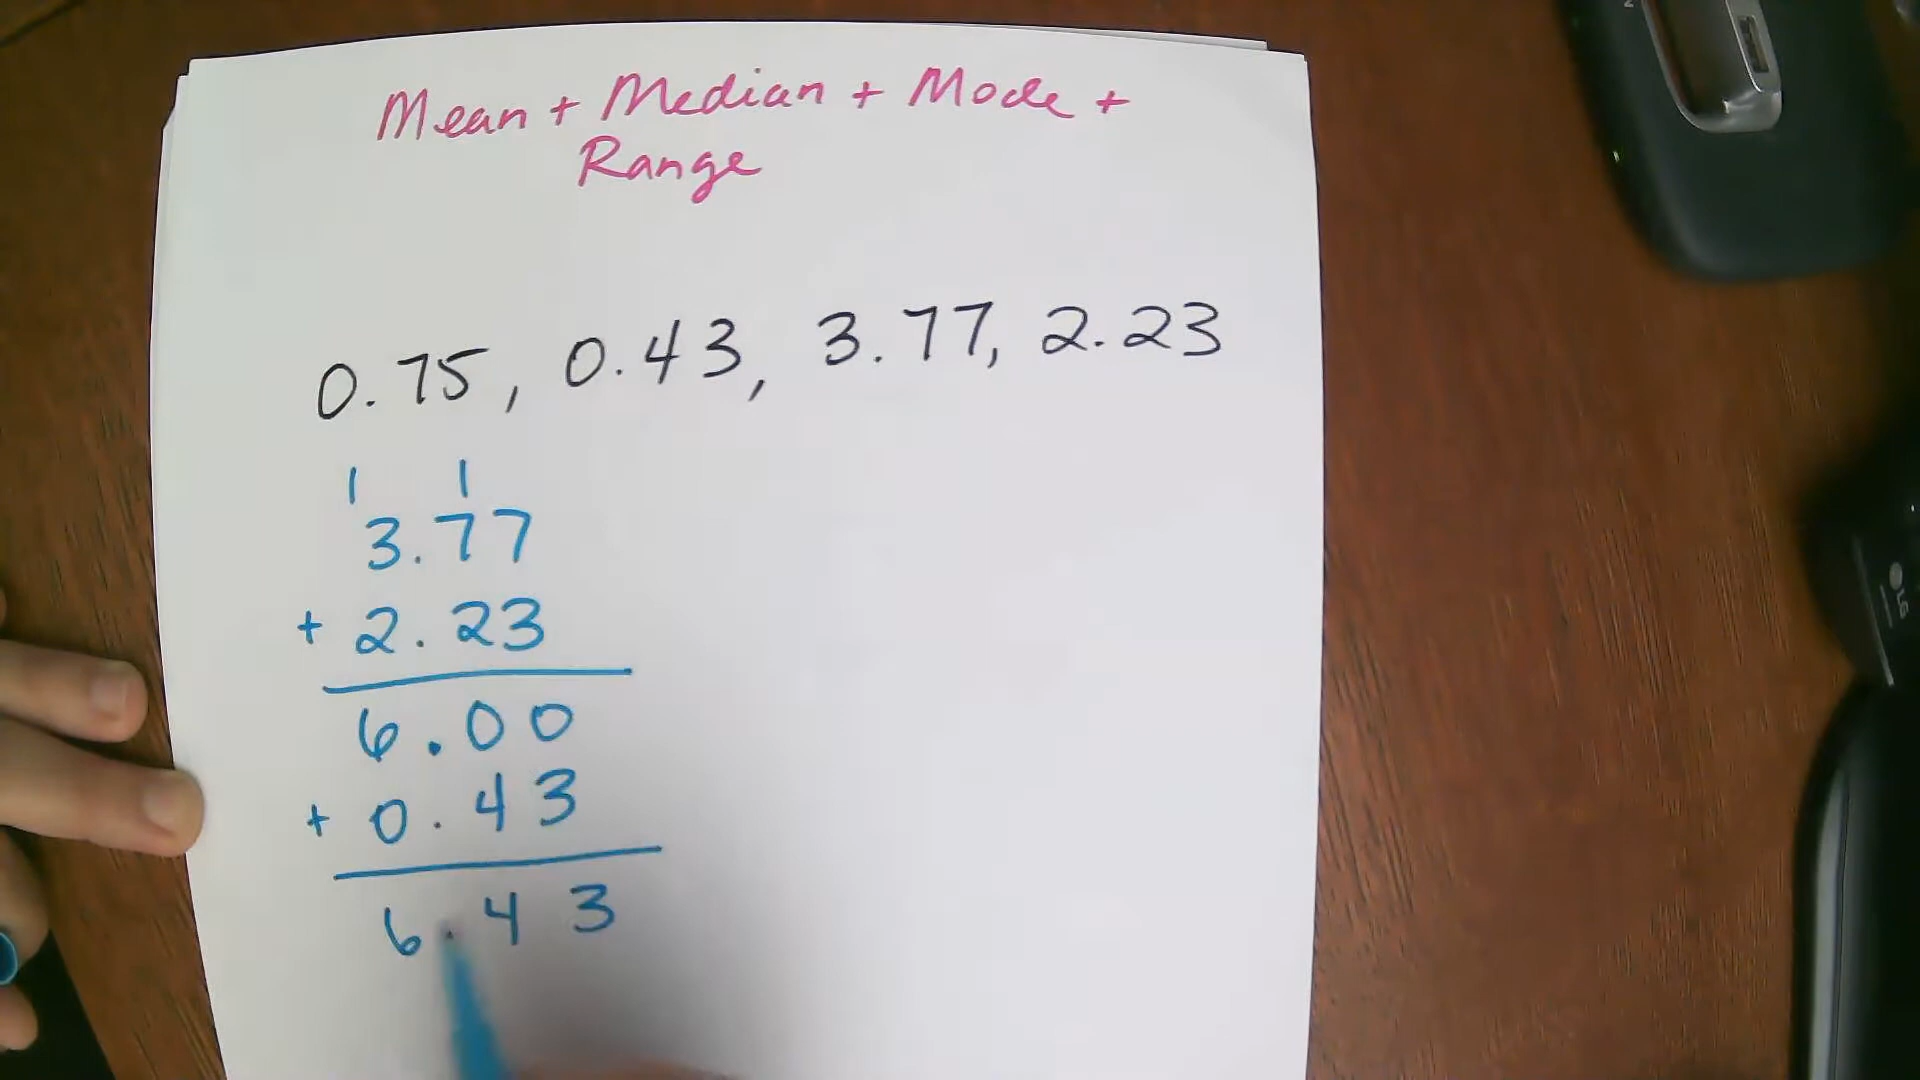 Mean + Median + Mode +
Range
0.75, 0.43, 3.77, 2.23
1 1
3.77
+ 2.23
6.00
+ 0.43
6.43
LG